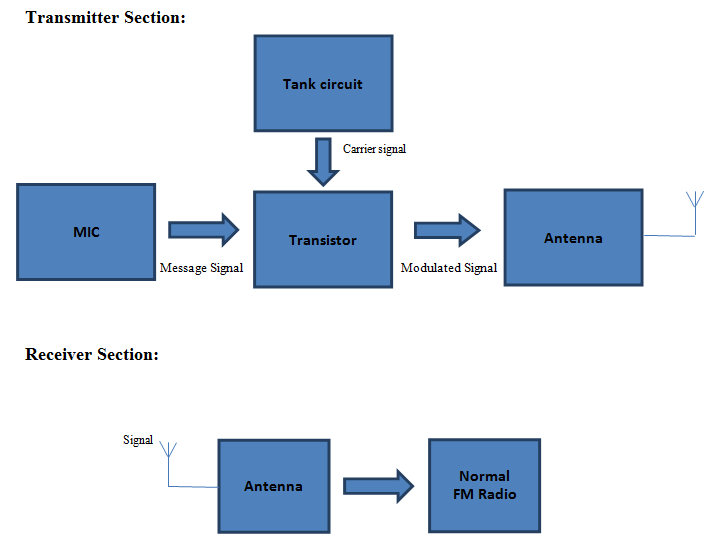 Transmitter Section:
Tank circuit
Carrier signal
MIC
Transistor
Antenna
Message Signal
Modulated Signal
Receiver Section:
Signal
Antenna
Normal
FM Radio